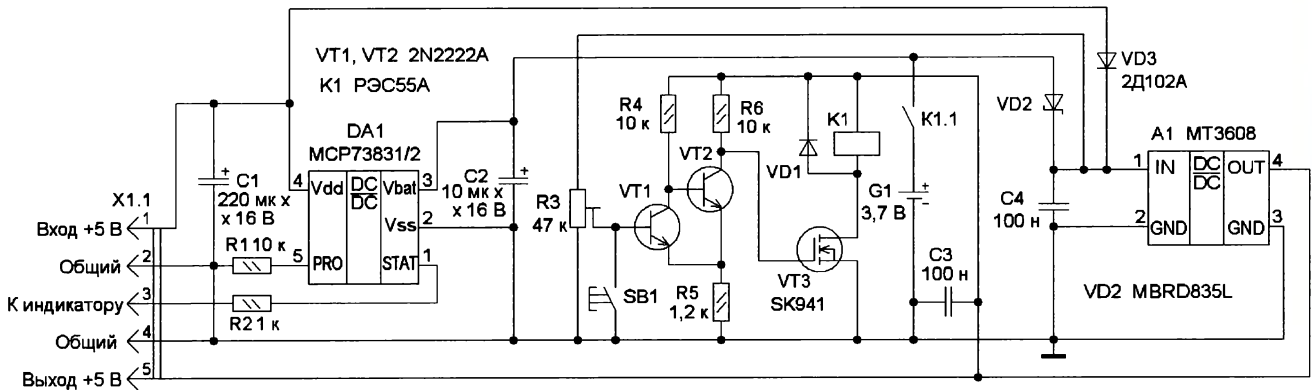 VT1, VT2 2N2222A
K1 РЭС55А
VD3
2Д102А
R4
10 к
R6
10 к
K1
K1.1
VD2
A1 MT3608
DA1
MCP73831/2
VT2
VD1
1
IN
DC
DC
OUT
4
4
Vdd
DC
DC
Vbat
3
C2
10 мк х
х 16 В
C1
220 мк х
х 16 В
R3
47 к
VT1
G1
3,7 В
C4
100 н
2
GND
GND
3
X1.1
1
Вход +5 В
Vss
2
2
Общий
R1 10 к
5
PRO
STAT
1
VT3
SK941
C3
100 н
3
К индикатору
R2 1 к
SB1
R5
1,2 к
VD2 MBRD835L
4
Общий
5
Выход +5 В